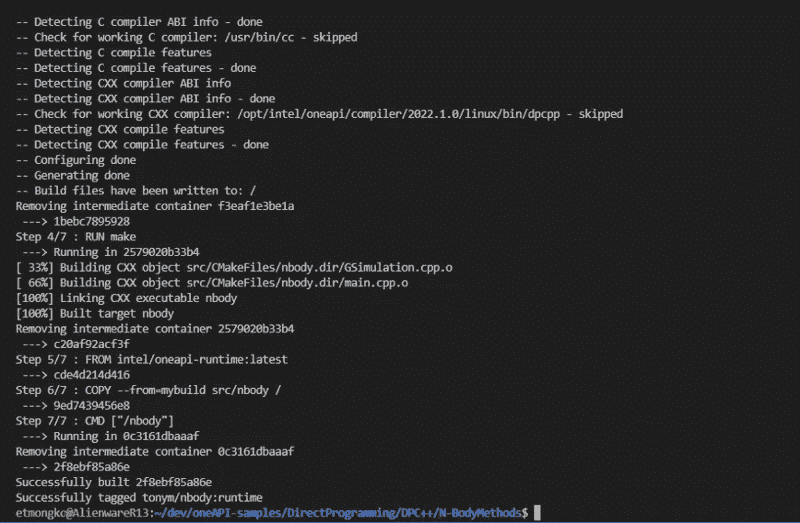 -- Detecting C compiler ABI info - done
-- Check for working C compiler: /usr/bin/cc - skipped
-- Detecting C compile features
-- Detecting C compile features - done
-- Detecting CXX compiler ABI info
-- Detecting CXX compiler ABI info - done
-- Check for working CXX compiler: /opt/intel/oneapi/compiler/2022.1.0/linux/bin/dpcpp - skipped
-- Detecting CXX compile features
-- Detecting CXX compile features - done
-- Configuring done
-- Generating done
-- Build files have been written to: /
Removing intermediate container f3eaf1e3be1a
---> 1bebc7895928
Step 4/7 : RUN make
---> Running in 2579020b33b4
[ 33%] Building CXX object src/CMakeFiles/nbody.dir/GSimulation.cpp.o
[ 66%] Building CXX object src/CMakeFiles/nbody.dir/main.cpp.o
[100%] Linking CXX executable nbody
[100%] Built target nbody
Removing intermediate container 2579020b33b4
---> c20af92acf3f
Step 5/7 : FROM intel/oneapi-runtime:latest
---> cde4d214d416
Step 6/7 : COPY --from=mybuild src/nbody /
---> 9ed7439456e8
Step 7/7 : CMD ["/nbody"]
---> Running in 0c3161dbaaaf
Removing intermediate container 0c3161dbaaaf
---> 2f8ebf85a86e
Successfully built 2f8ebf85a86e
Successfully tagged tonym/nbody:runtime
etmongko@AlienwareR13:~/dev/oneAPI-samples/DirectProgramming/DPC++/N-BodyMethods$